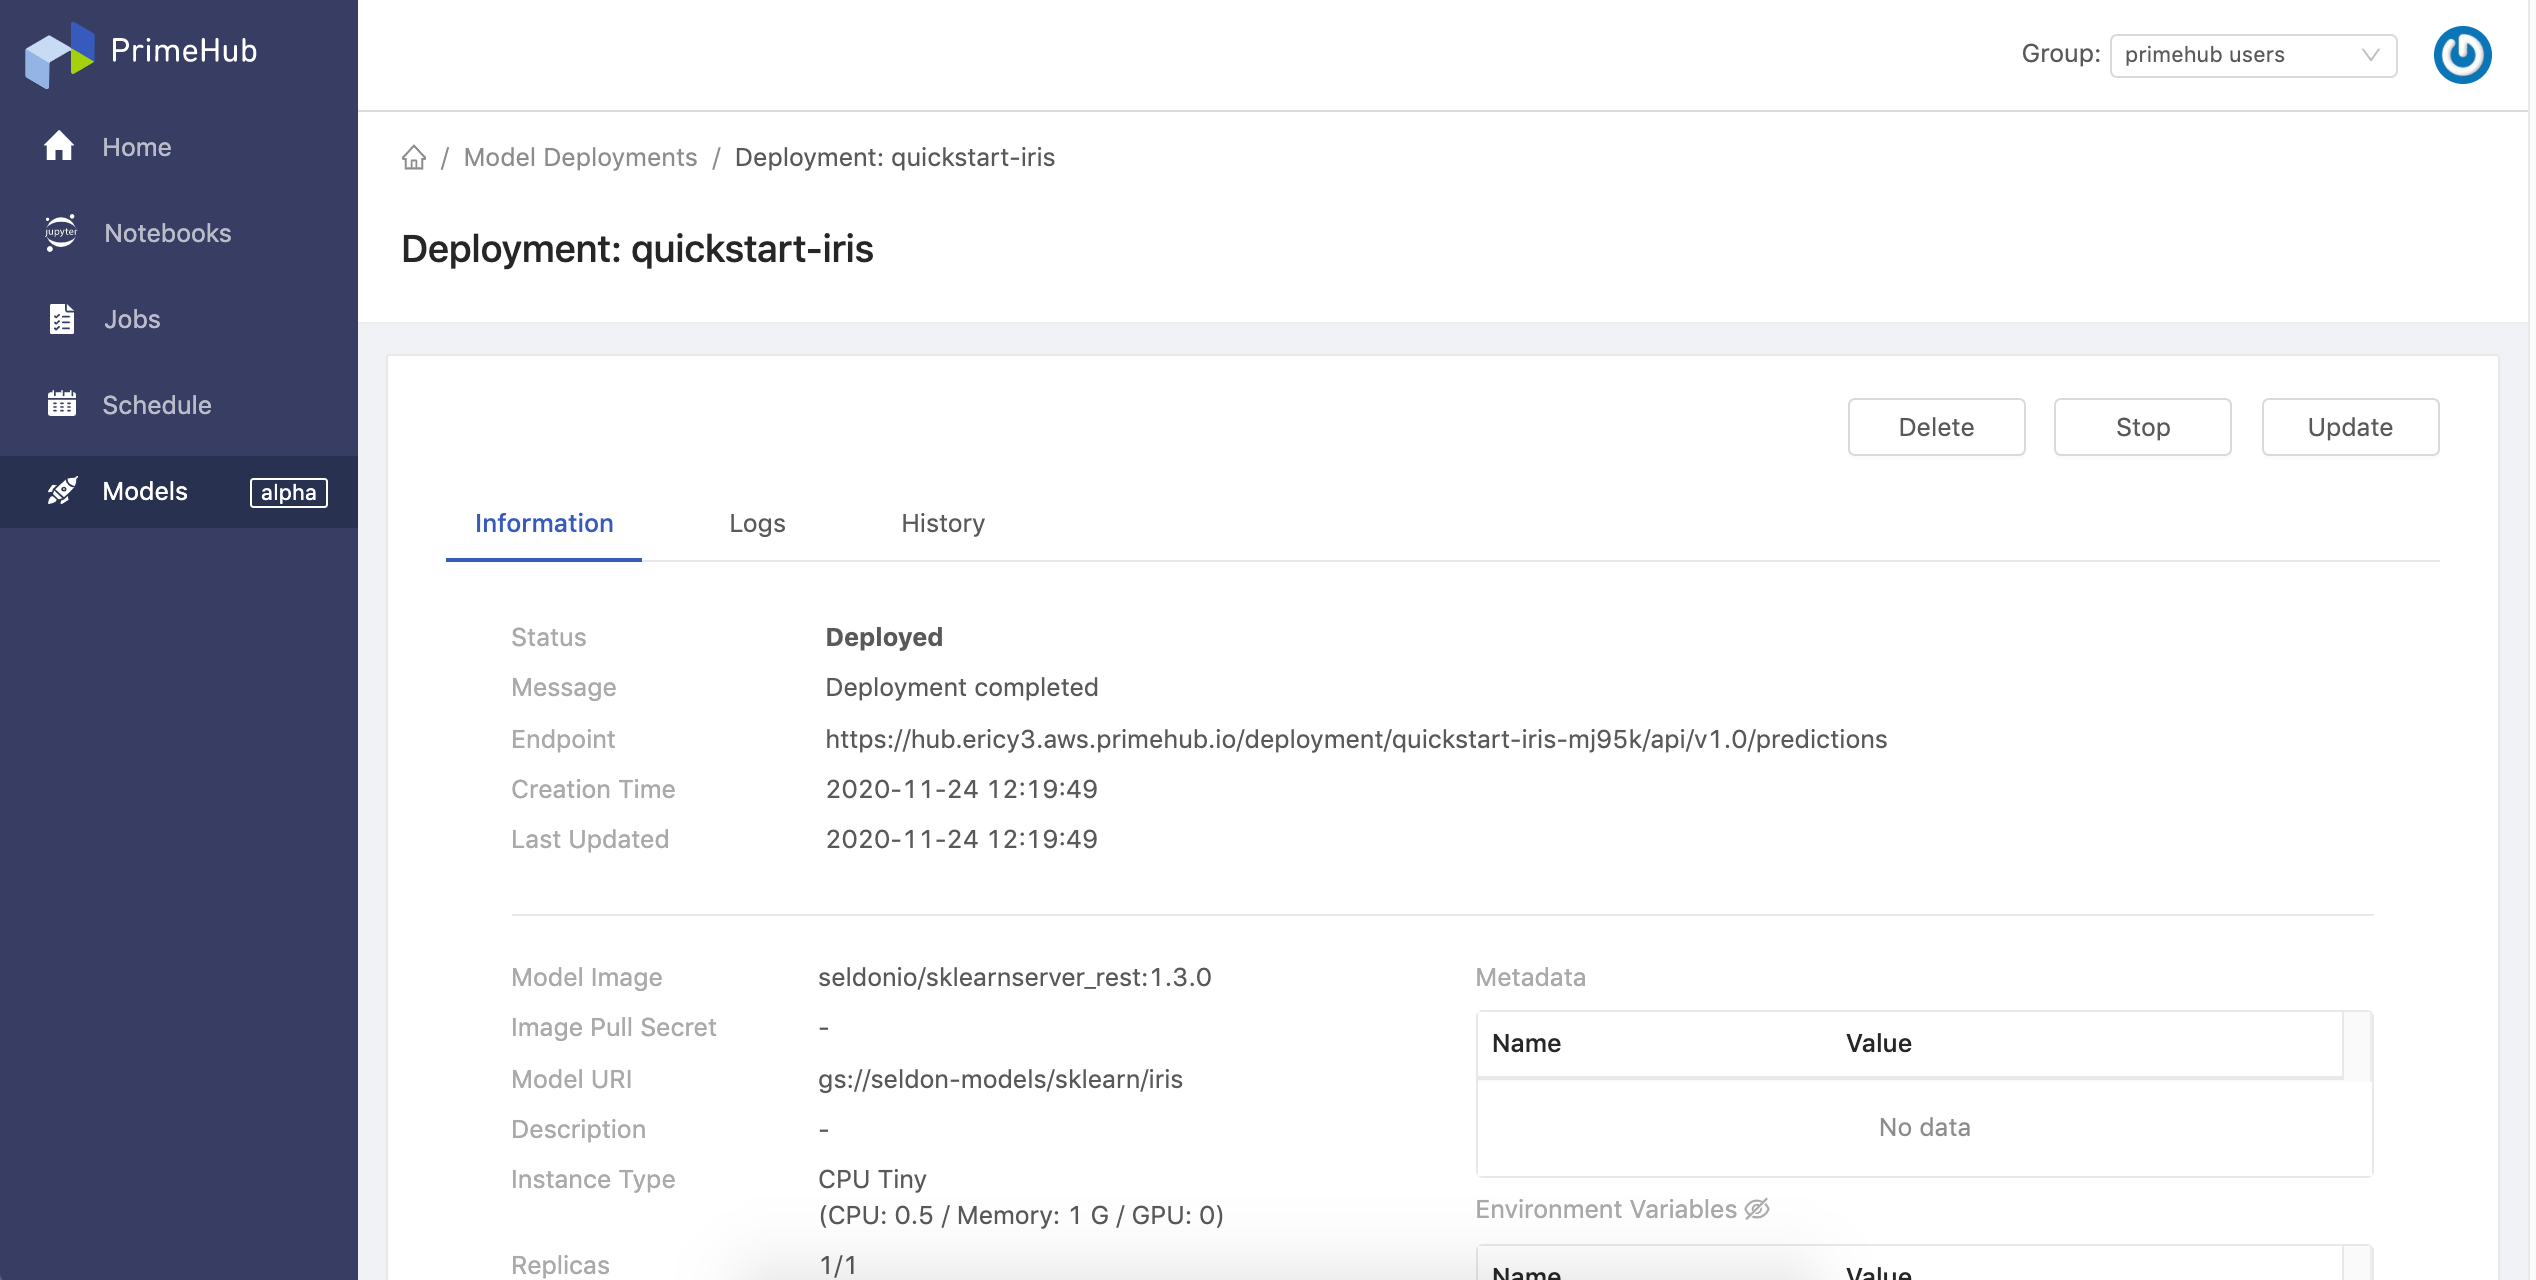 PrimeHub
Group: primehub users
Home
jupyter
Notebooks
Jobs
Schedule
Models alpha
/ Model Deployments / Deployment: quickstart-iris
Deployment: quickstart-iris
Delete Stop Update
Information Logs History
Status Deployed
Message Deployment completed
Endpoint https://hub.ericy3.aws.primehub.io/deployment/quickstart-iris-mj95k/api/v1.0/predictions
Creation Time 2020-11-24 12:19:49
Last Updated 2020-11-24 12:19:49
Model Image seldonio/sklearnserver_rest:1.3.0
Image Pull Secret -
Model URI gs://seldon-models/sklearn/iris
Description -
Instance Type CPU Tiny
(CPU: 0.5 / Memory: 1 G / GPU: 0)
Replicas 1/1
Metadata
Name Value
No data
Environment Variables
Name Value